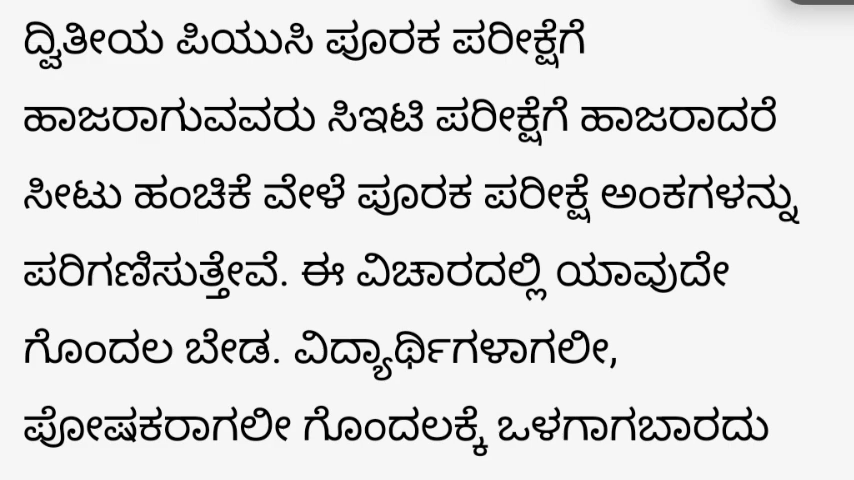 ದ್ವಿತೀಯ ಪಿಯುಸಿ ಪೂರಕ ಪರೀಕ್ಷೆಗೆ
ಹಾಜರಾಗುವವರು ಸಿಇಟಿ ಪರೀಕ್ಷೆಗೆ ಹಾಜರಾದರೆ
ಸೀಟು ಹಂಚಿಕೆ ವೇಳೆ ಪೂರಕ ಪರೀಕ್ಷೆ ಅಂಕಗಳನ್ನು
ಪರಿಗಣಿಸುತ್ತೇವೆ. ಈ ವಿಚಾರದಲ್ಲಿ ಯಾವುದೇ
ಗೊಂದಲ ಬೇಡ. ವಿದ್ಯಾರ್ಥಿಗಳಾಗಲೀ,
ಪೋಷಕರಾಗಲೀ ಗೊಂದಲಕ್ಕೆ ಒಳಗಾಗಬಾರದು